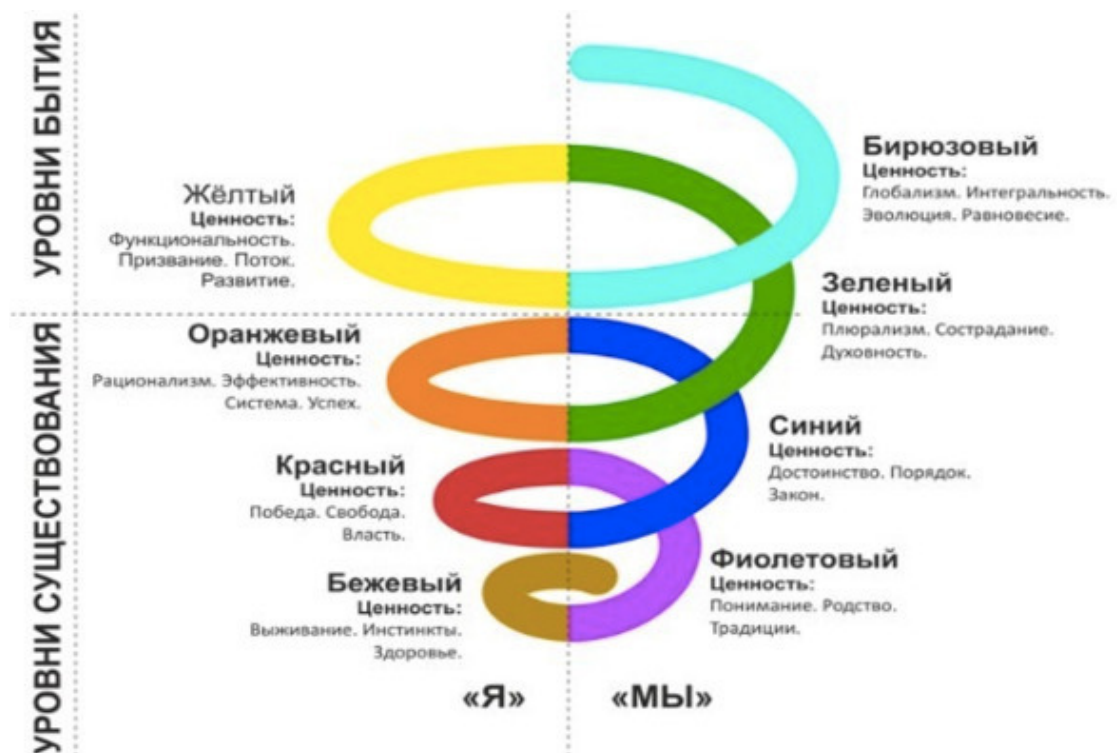 УРОВНИ БЫТИЯ
УРОВНИ СУЩЕСТВОВАНИЯ
Бирюзовый
Ценность:
Глобализм. Интегральность.
Эволюция. Равновесие.
Жёлтый
Ценность:
Функциональность.
Призвание. Поток.
Развитие.
Зеленый
Ценность:
Плюрализм. Сострадание.
Духовность.
Оранжевый
Ценность:
Рационализм. Эффективность.
Система. Успех.
Синий
Ценность:
Достоинство. Порядок.
Закон.
Красный
Ценность:
Победа. Свобода.
Власть.
Фиолетовый
Ценность:
Понимание. Родство.
Традиции.
Бежевый
Ценность:
Выживание. Инстинкты.
Здоровье.
«Я»
«МЫ»